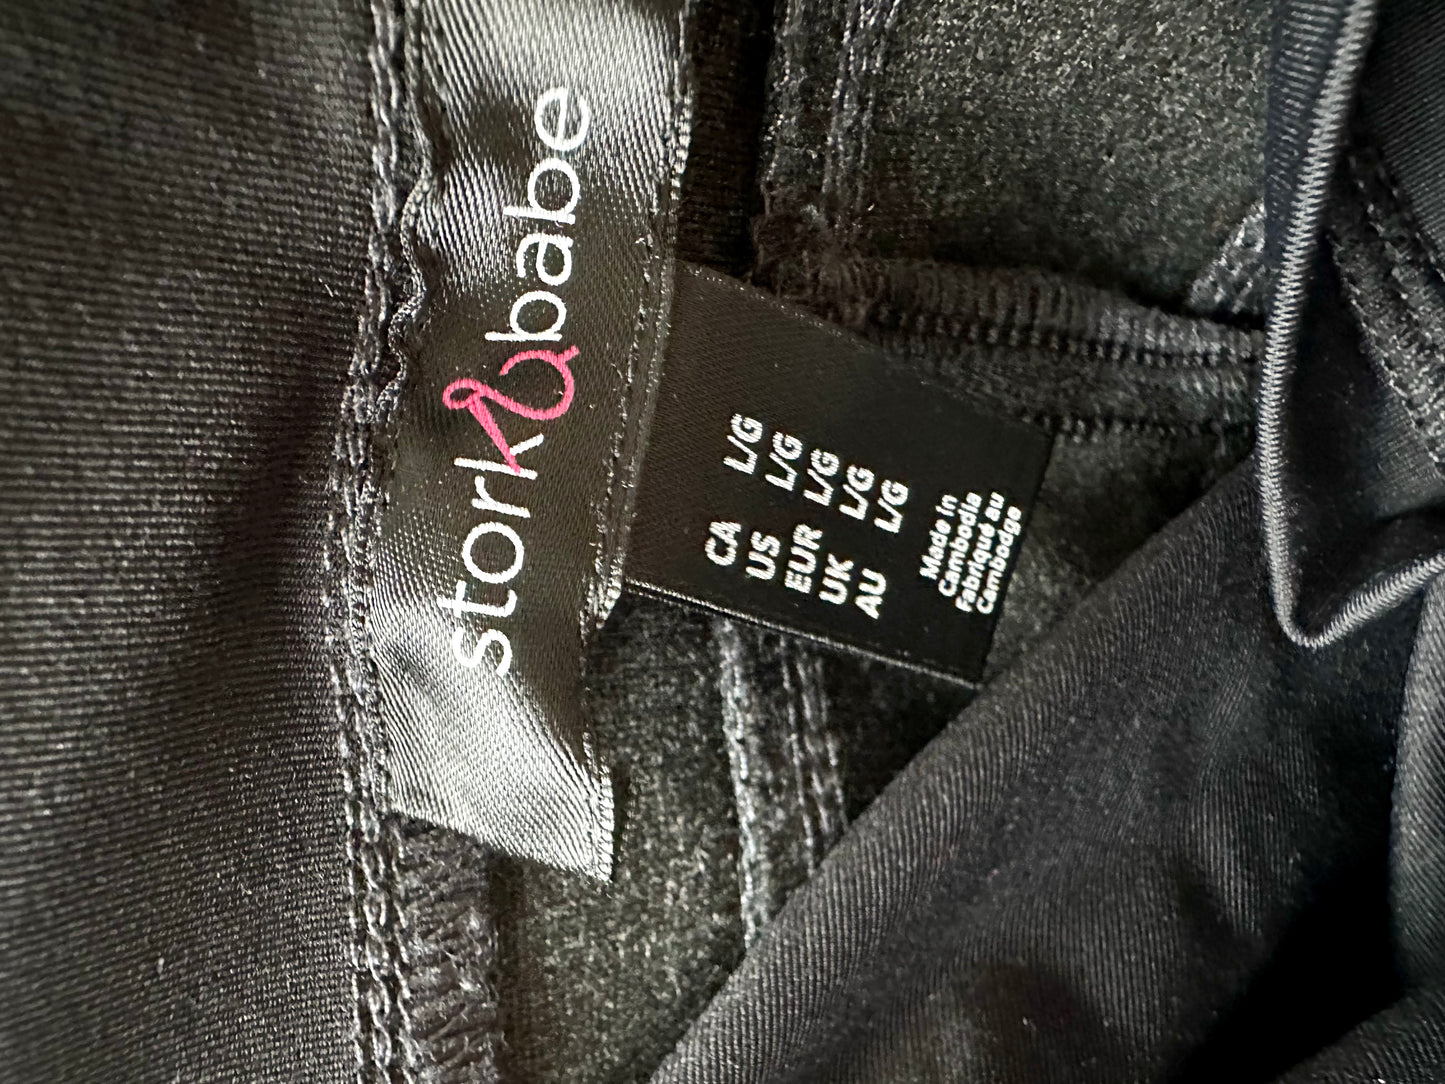 stork & babe
CA L/G
US L/G
EUR L/G
UK L/G
AU L/G
Made in
Cambodia
Fabriqué au
Cambodge